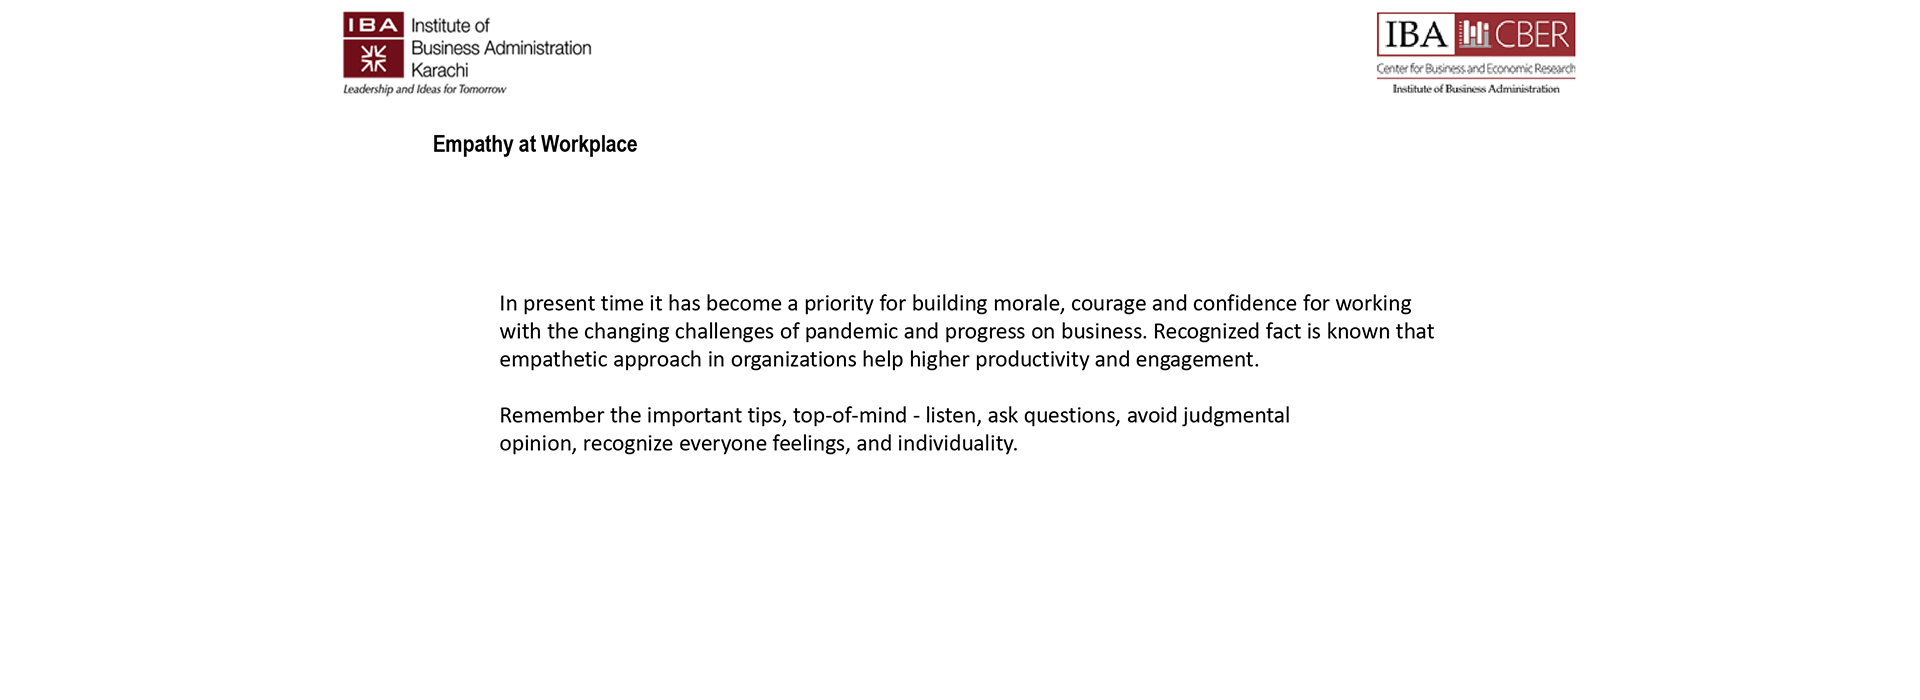 IBA
Institute of
Business Administration
Karachi
Leadership and Ideas for Tomorrow
IBA CBER
Center for Business and Economic Research
Institute of Business Administration
Empathy at Workplace
In present time it has become a priority for building morale, courage and confidence for working
with the changing challenges of pandemic and progress on business. Recognized fact is known that
empathetic approach in organizations help higher productivity and engagement.
Remember the important tips, top-of-mind - listen, ask questions, avoid judgmental
opinion, recognize everyone feelings, and individuality.